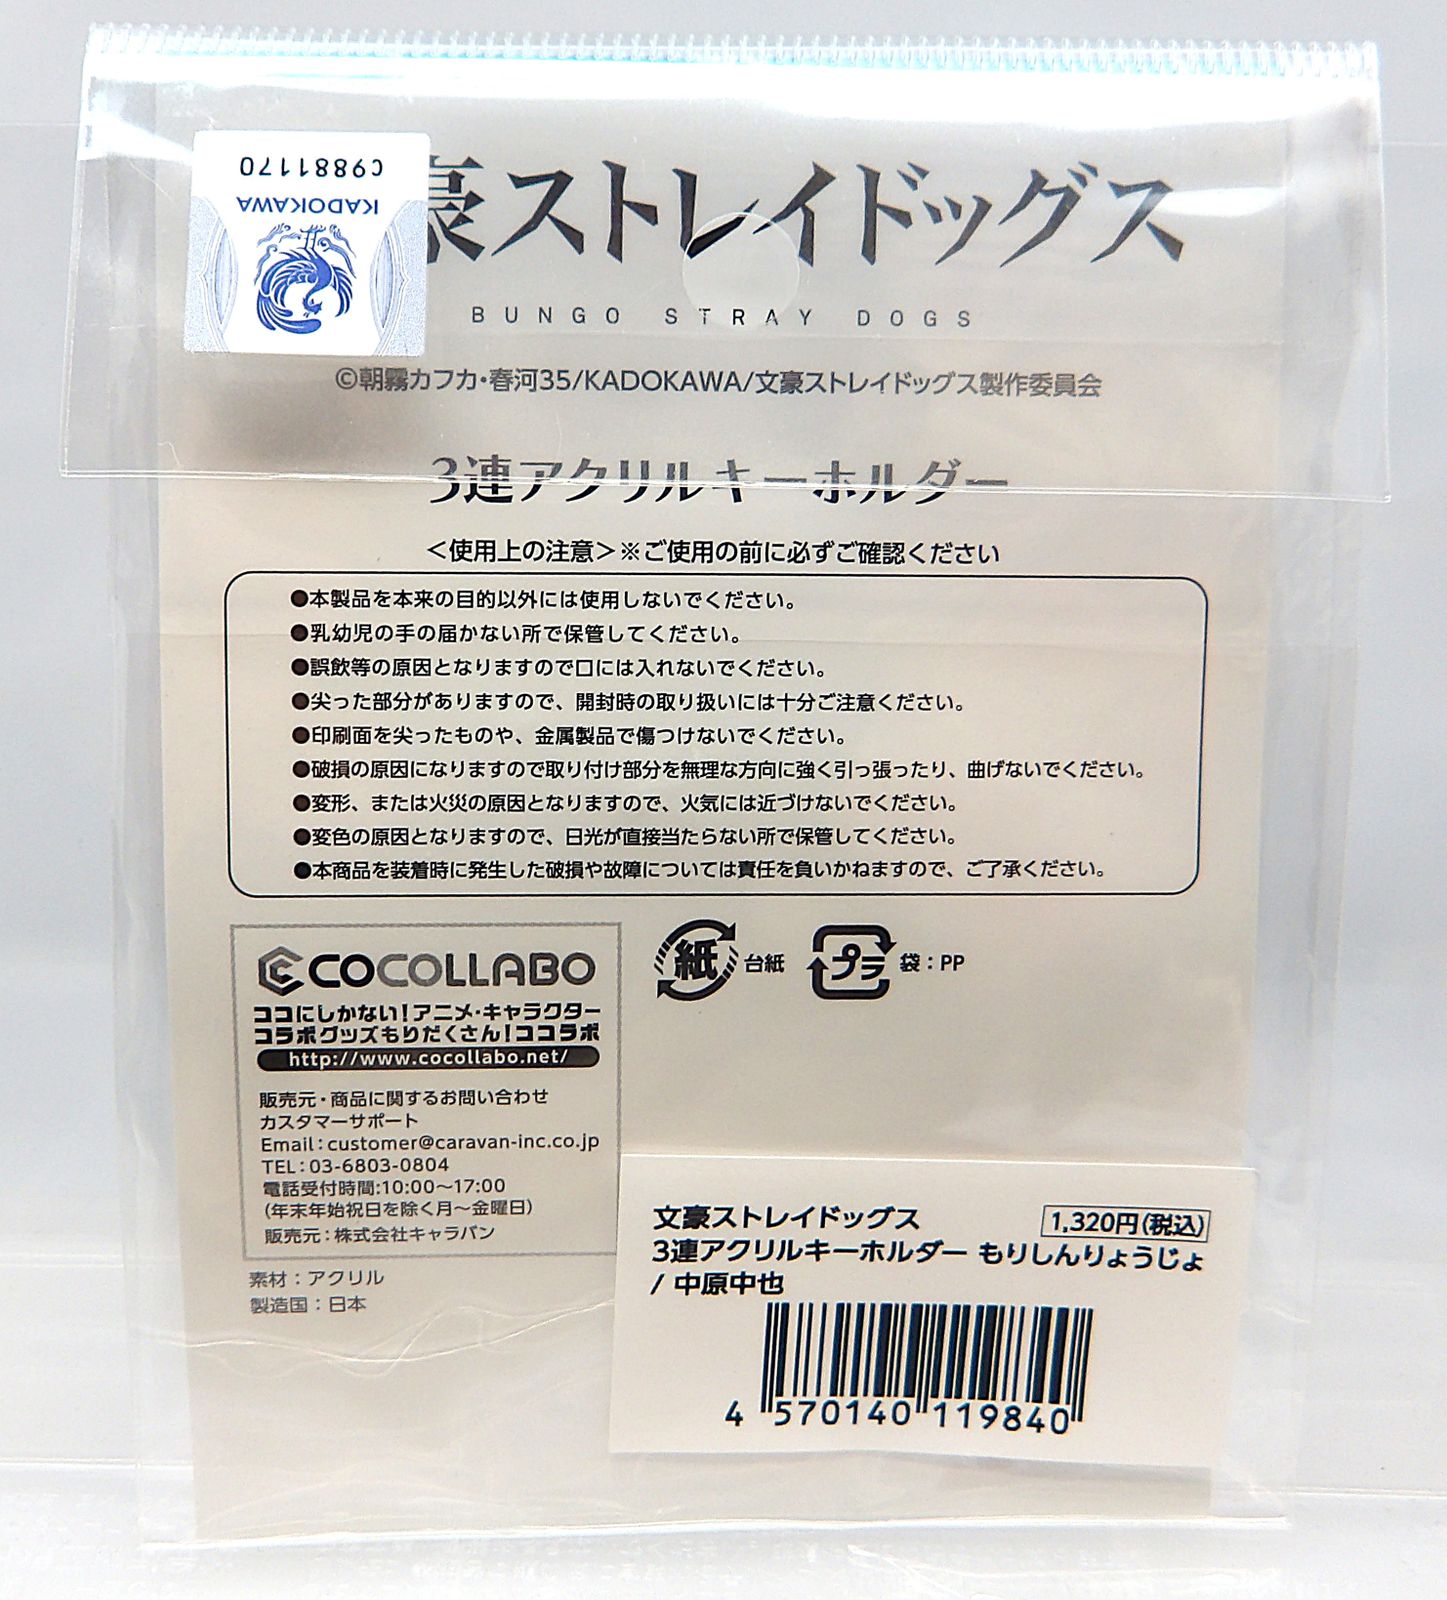 C9881170
KADOKAWA
豪ストレイドッグス
BUNGO STRAY DOGS
©朝霧カフカ・春河35/KADOKAWA/文豪ストレイドッグス製作委員会
3連アクリルキーホルダー
＜使用上の注意＞※ご使用の前に必ずご確認ください
●本製品を本来の目的以外には使用しないでください。
●乳幼児の手の届かない所で保管してください。
●誤飲等の原因となりますので口には入れないでください。
●尖った部分がありますので、開封時の取り扱いには十分ご注意ください。
●印刷面を尖ったものや、金属製品で傷つけないでください。
●破損の原因になりますので取り付け部分を無理な方向に強く引っ張ったり、曲げないでください。
●変形、または火災の原因となりますので、火気には近づけないでください。
●変色の原因となりますので、日光が直接当たらない所で保管してください。
●本商品を装着時に発生した破損や故障については責任を負いかねますので、ご了承ください。
COCOLLABO
ココにしかない!アニメ・キャラクター
コラボグッズもりだくさん!ココラボ
http://www.cocollabo.net/
販売元・商品に関するお問い合わせ
カスタマーサポート
Email:customer@caravan-inc.co.jp
TEL:03-6803-0804
電話受付時間:10:00〜17:00
(年末年始祝日を除く月〜金曜日)
販売元:株式会社キャラバン
素材：アクリル
製造国：日本
紙 台紙
プラ 袋：PP
文豪ストレイドッグス 1,320円(税込)
3連アクリルキーホルダー もりしんりょうじょ
/ 中原中也
4 570140 119840